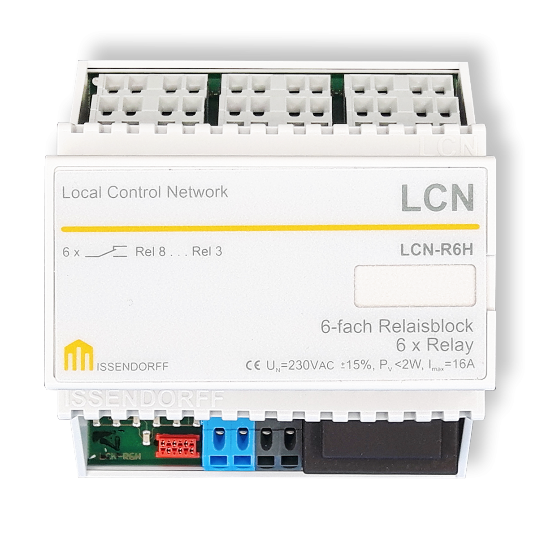 LCN
Local Control Network LCN
6 x Rel 8 . . . Rel 3 LCN-R6H
6-fach Relaisblock
6 x Relay
ISSENDORFF CE Uₙ=230VAC ±15%, Pᵥ<2W, Iₘₐₓ=16A
ISSENDORFF
LCN-R6H